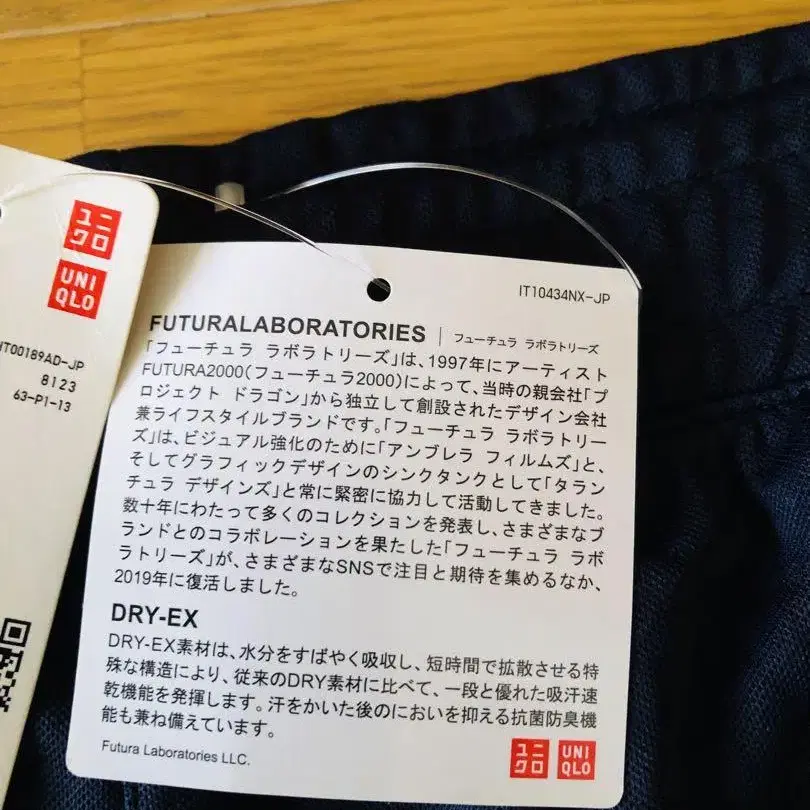 ユニ
クロ
UNI
QLO
HT00189AD-JP
8123
63-P1-13
IT10434NX-JP
FUTURALABORATORIES | フューチュラ ラボラトリーズ
「フューチュラ ラボラトリーズ」は、1997年にアーティスト
FUTURA2000(フューチュラ2000)によって、当時の親会社「プ
ロジェクト ドラゴン」から独立して創設されたデザイン会社
兼ライフスタイルブランドです。「フューチュラ ラボラトリー
ズ」は、ビジュアル強化のために「アンブレラ フィルムズ」と、
そしてグラフィックデザインのシンクタンクとして「タラン
チュラ デザインズ」と常に緊密に協力して活動してきました。
数十年にわたって多くのコレクションを発表し、さまざまなブ
ランドとのコラボレーションを果たした「フューチュラ ラボ
ラトリーズ」が、さまざまなSNSで注目と期待を集めるなか、
2019年に復活しました。
DRY-EX
DRY-EX素材は、水分をすばやく吸収し、短時間で拡散させる特
殊な構造により、従来のDRY素材に比べて、一段と優れた吸汗速
乾機能を発揮します。汗をかいた後のにおいを抑える抗菌防臭機
能も兼ね備えています。
Futura Laboratories LLC.
ユニ
クロ
UNI
QLO